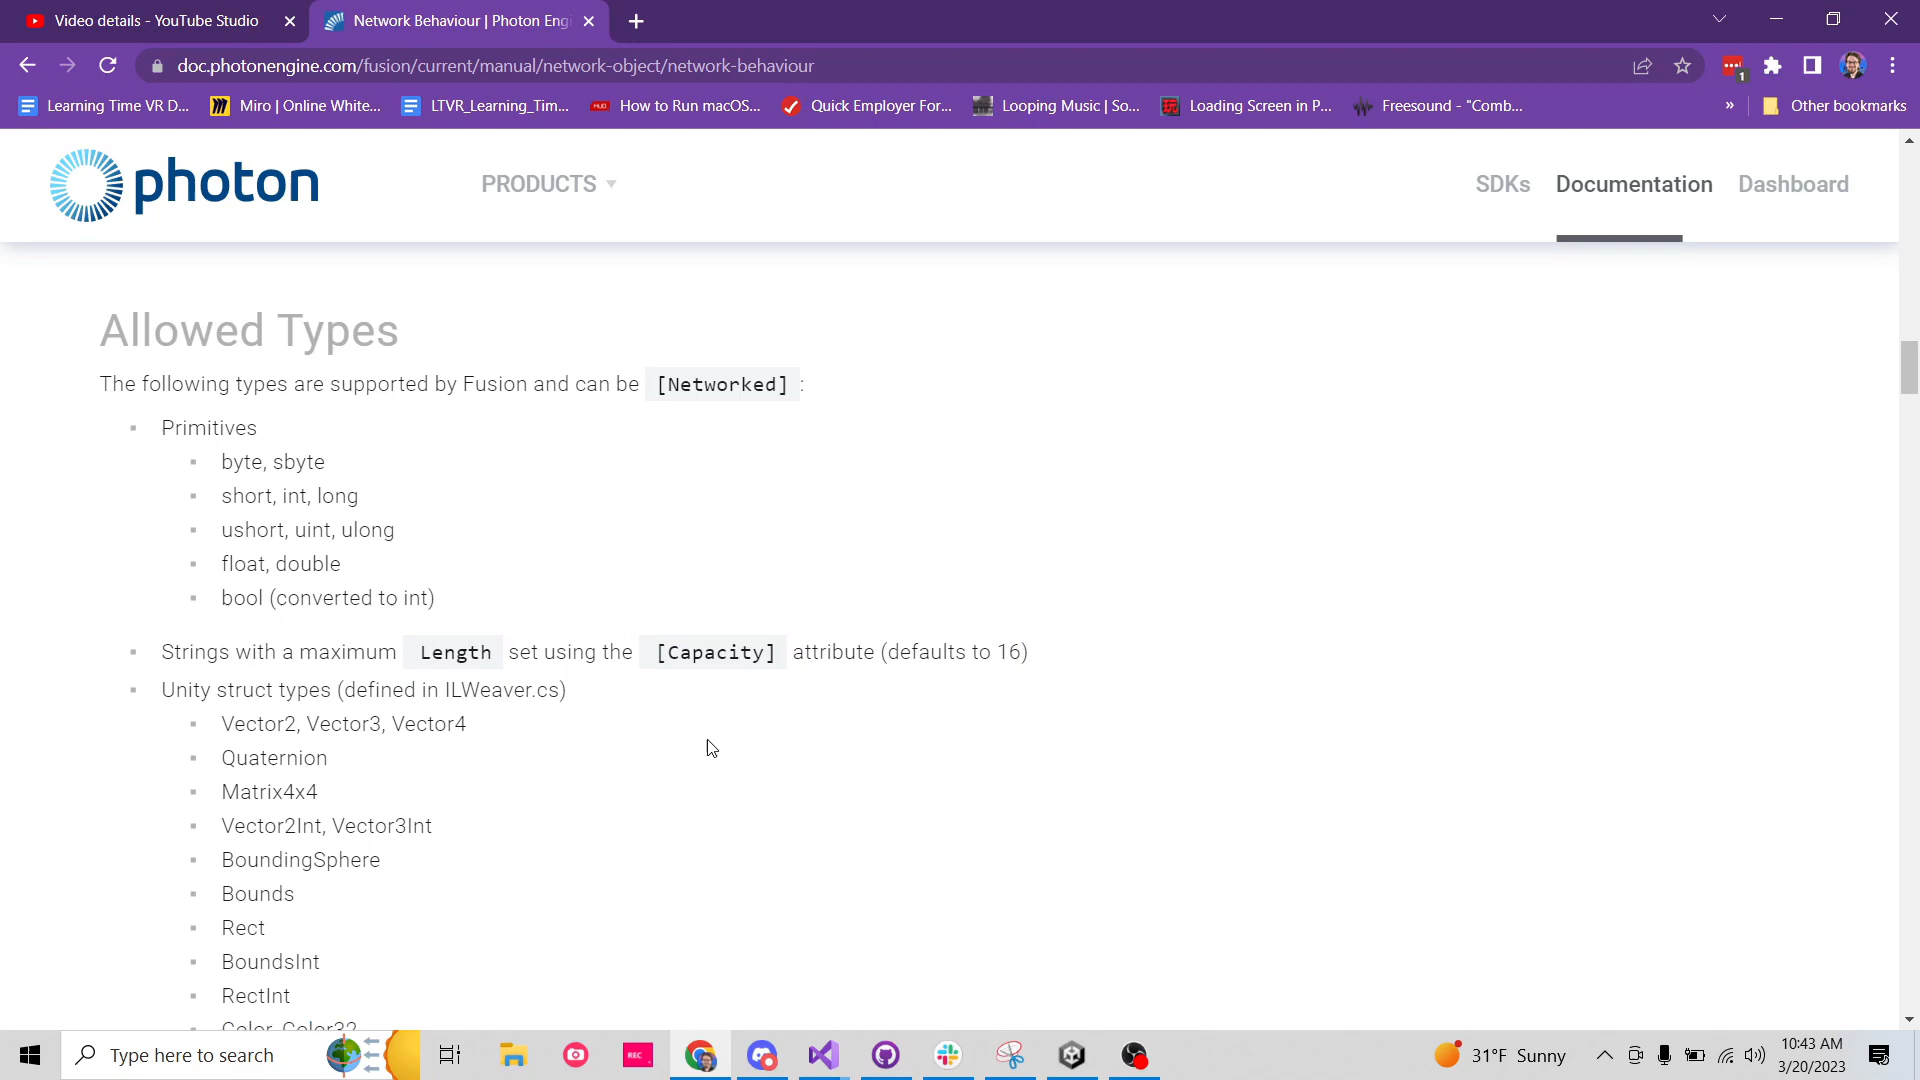 Video details - YouTube Studio
Network Behaviour | Photon Engi
doc.photonengine.com/fusion/current/manual/network-object/network-behaviour
1
Learning Time VR D...
Miro | Online White...
LTVR_Learning_Tim...
How to Run macOS...
Quick Employer For...
Looping Music | So...
Loading Screen in P...
Freesound - "Comb...
»
Other bookmarks
photon
PRODUCTS
SDKs
Documentation
Dashboard
Allowed Types
The following types are supported by Fusion and can be [Networked] :
Primitives
byte, sbyte
short, int, long
ushort, uint, ulong
float, double
bool (converted to int)
Strings with a maximum Length set using the [Capacity] attribute (defaults to 16)
Unity struct types (defined in ILWeaver.cs)
Vector2, Vector3, Vector4
Quaternion
Matrix4x4
Vector2Int, Vector3Int
BoundingSphere
Bounds
Rect
BoundsInt
RectInt
Color, Color32
Type here to search
REC
31°F Sunny
10:43 AM
3/20/2023